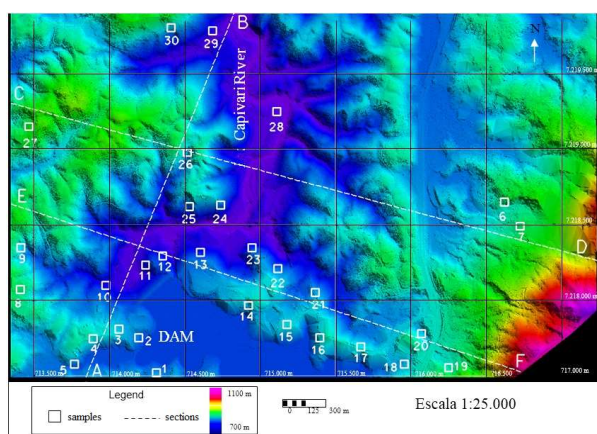 B
30
29
N
Capivari River
7.219,500 m
C
28
27
7.219,000 m
26
E
6
25
24
7.218,500 m
7
D
9
23
13
12
11
22
8
10
21
7.218,000 m
14
3
15
20
4
2
DAM
16
17
5
A
1
18
19
F
713.500 m
714.000 m
714.500 m
715.000 m
715.500 m
716.000 m
718.500
717.000 m
Legend
samples
sections
1100 m
700 m
0 125 300 m
Escala 1:25.000